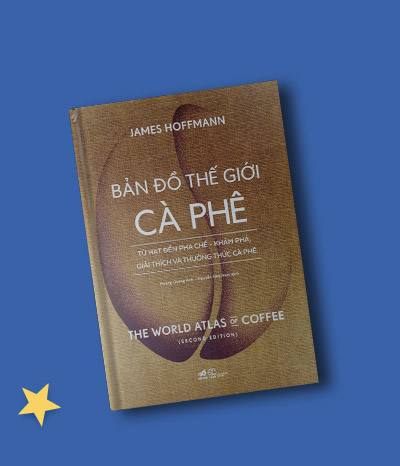 JAMES HOFFMANN
BẢN ĐỒ THẾ GIỚI
CÀ PHÊ
TỪ HẠT ĐẾN PHA CHẾ - KHÁM PHÁ,
GIẢI THÍCH VÀ THƯỞNG THỨC CÀ PHÊ
THE WORLD ATLAS OF COFFEE
(SECOND EDITION)